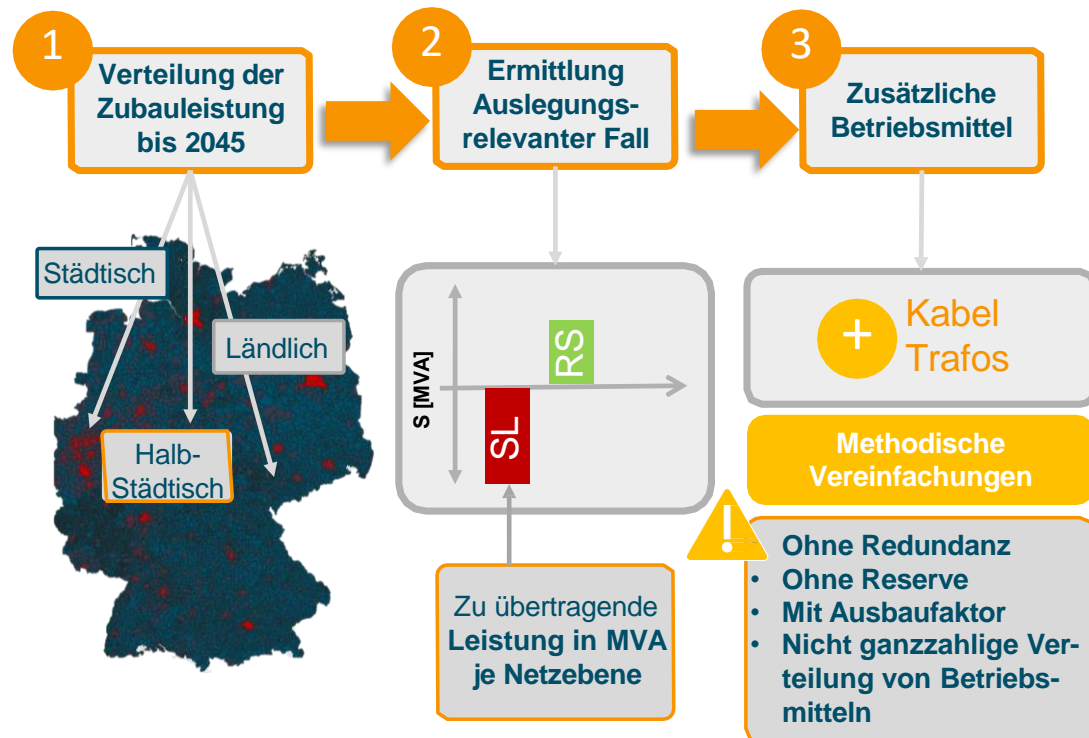 1
Verteilung der
Zubauleistung
bis 2045
2
Ermittlung
Auslegungs-
relevanter Fall
3
Zusätzliche
Betriebsmittel
Städtisch
Ländlich
Halb-
Städtisch
S [MVA]
RS
SL
Zu übertragende
Leistung in MVA
je Netzebene
+
Kabel
Trafos
Methodische
Vereinfachungen
!
Ohne Redundanz
• Ohne Reserve
• Mit Ausbaufaktor
• Nicht ganzzahlige Ver-
teilung von Betriebs-
mitteln